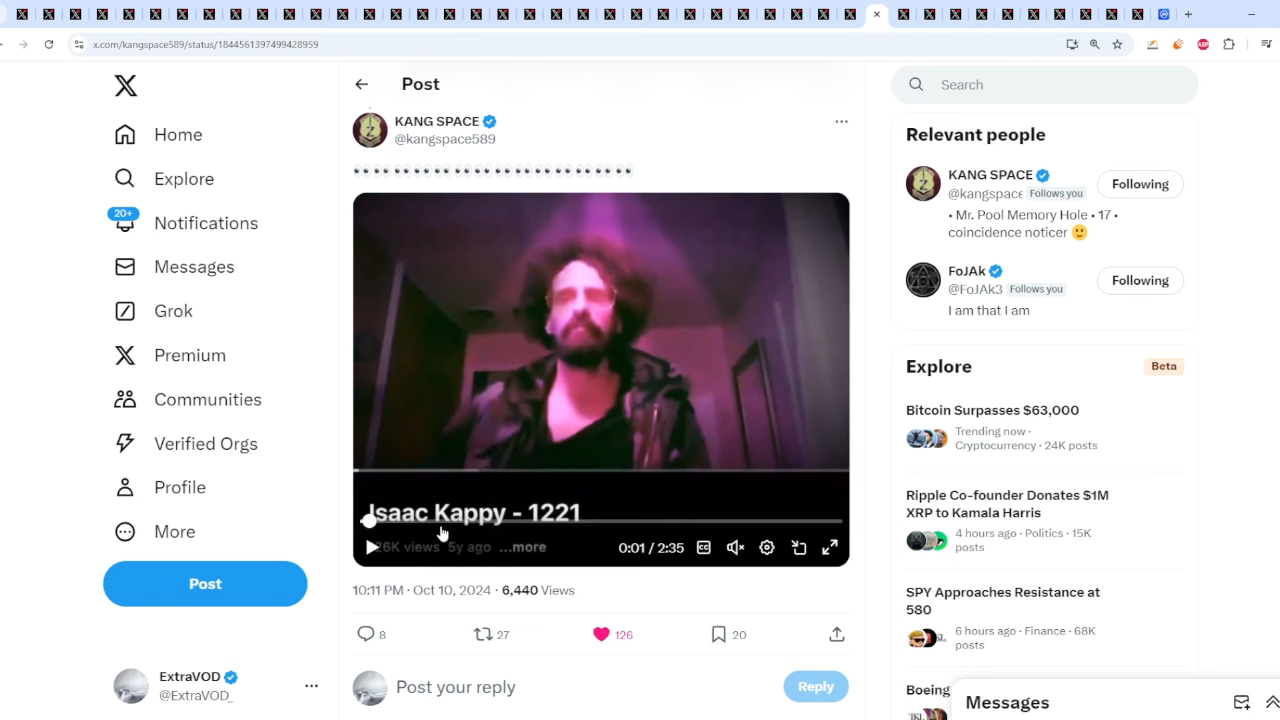 x.com/kangspace589/status/1844561397499428959
Post
Search
KANG SPACE
@kangspace589
Isaac Kappy - 1221
26K views 5y ago ...more
0:01 / 2:35
CC
10:11 PM · Oct 10, 2024 · 6,440 Views
8
27
126
20
Post your reply
Reply
Home
Explore
20+
Notifications
Messages
Grok
Premium
Communities
Verified Orgs
Profile
More
Post
ExtraVOD
@ExtraVOD_
Relevant people
KANG SPACE
@kangspace Follows you
Following
• Mr. Pool Memory Hole • 17 •
coincidence noticer
FoJAk
@FoJAk3 Follows you
Following
I am that I am
Explore
Beta
Bitcoin Surpasses $63,000
Trending now ·
Cryptocurrency · 24K posts
Ripple Co-founder Donates $1M
XRP to Kamala Harris
4 hours ago · Politics · 15K
posts
SPY Approaches Resistance at
580
6 hours ago · Finance · 68K
posts
Boeing
Messages
ABP